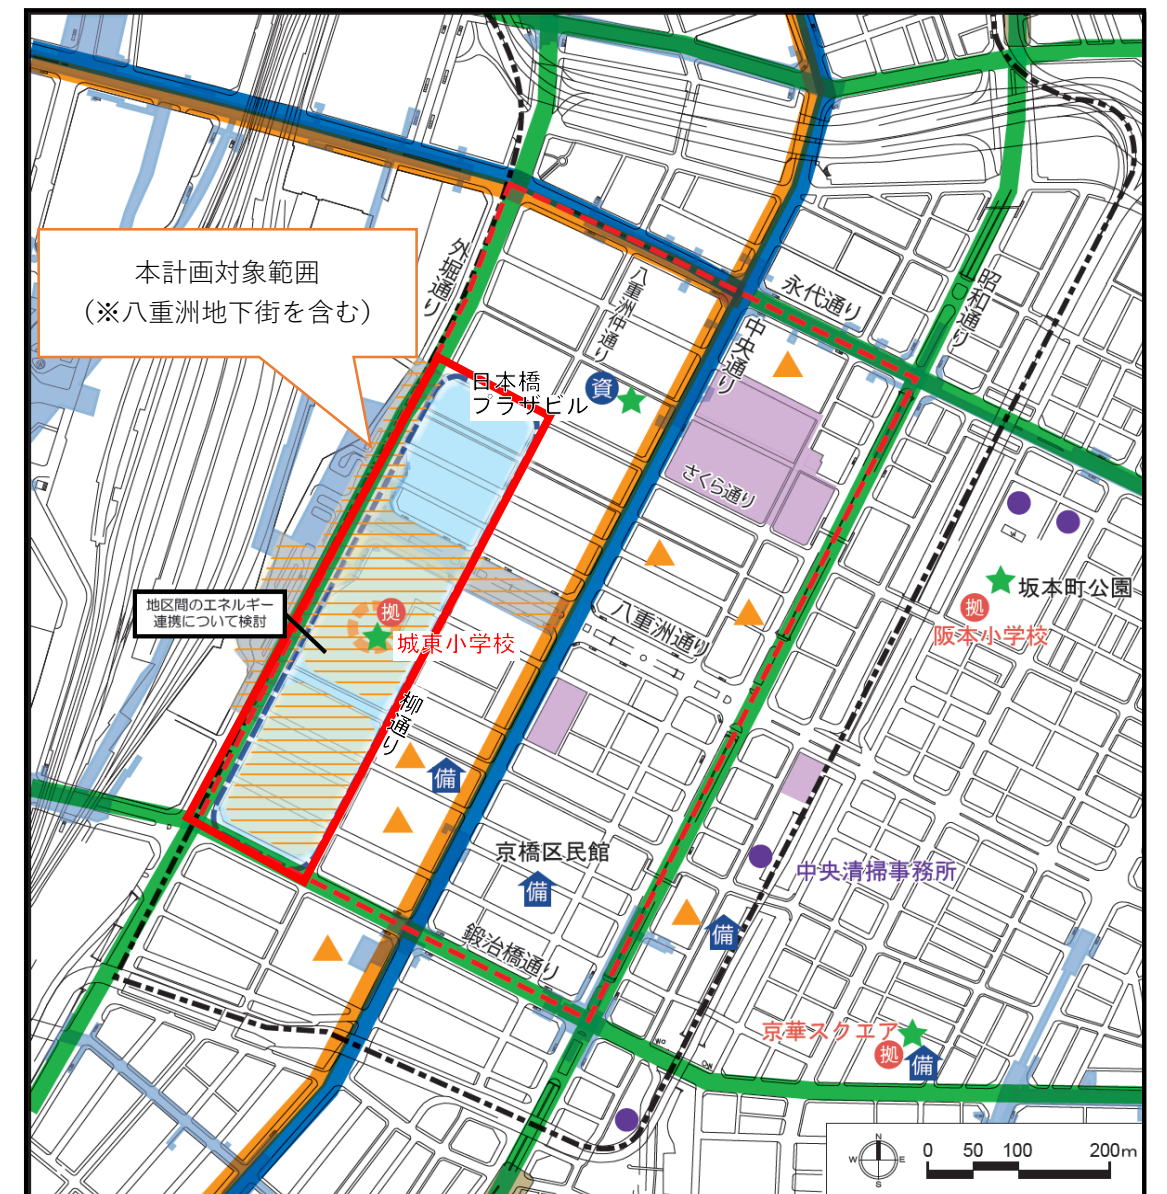 本計画対象範囲
（※八重洲地下街を含む）
外堀通り
八重洲仲通り
中央通り
永代通り
昭和通り
日本橋
プラザビル
資
さくら通り
地区間のエネルギー
連携について検討
拠
城東小学校
八重洲通り
坂本町公園
拠
阪本小学校
柳通り
備
京橋区民館
備
中央清掃事務所
備
鍛冶橋通り
京華スクエア
拠
備
N
W
E
S
0 50 100 200m